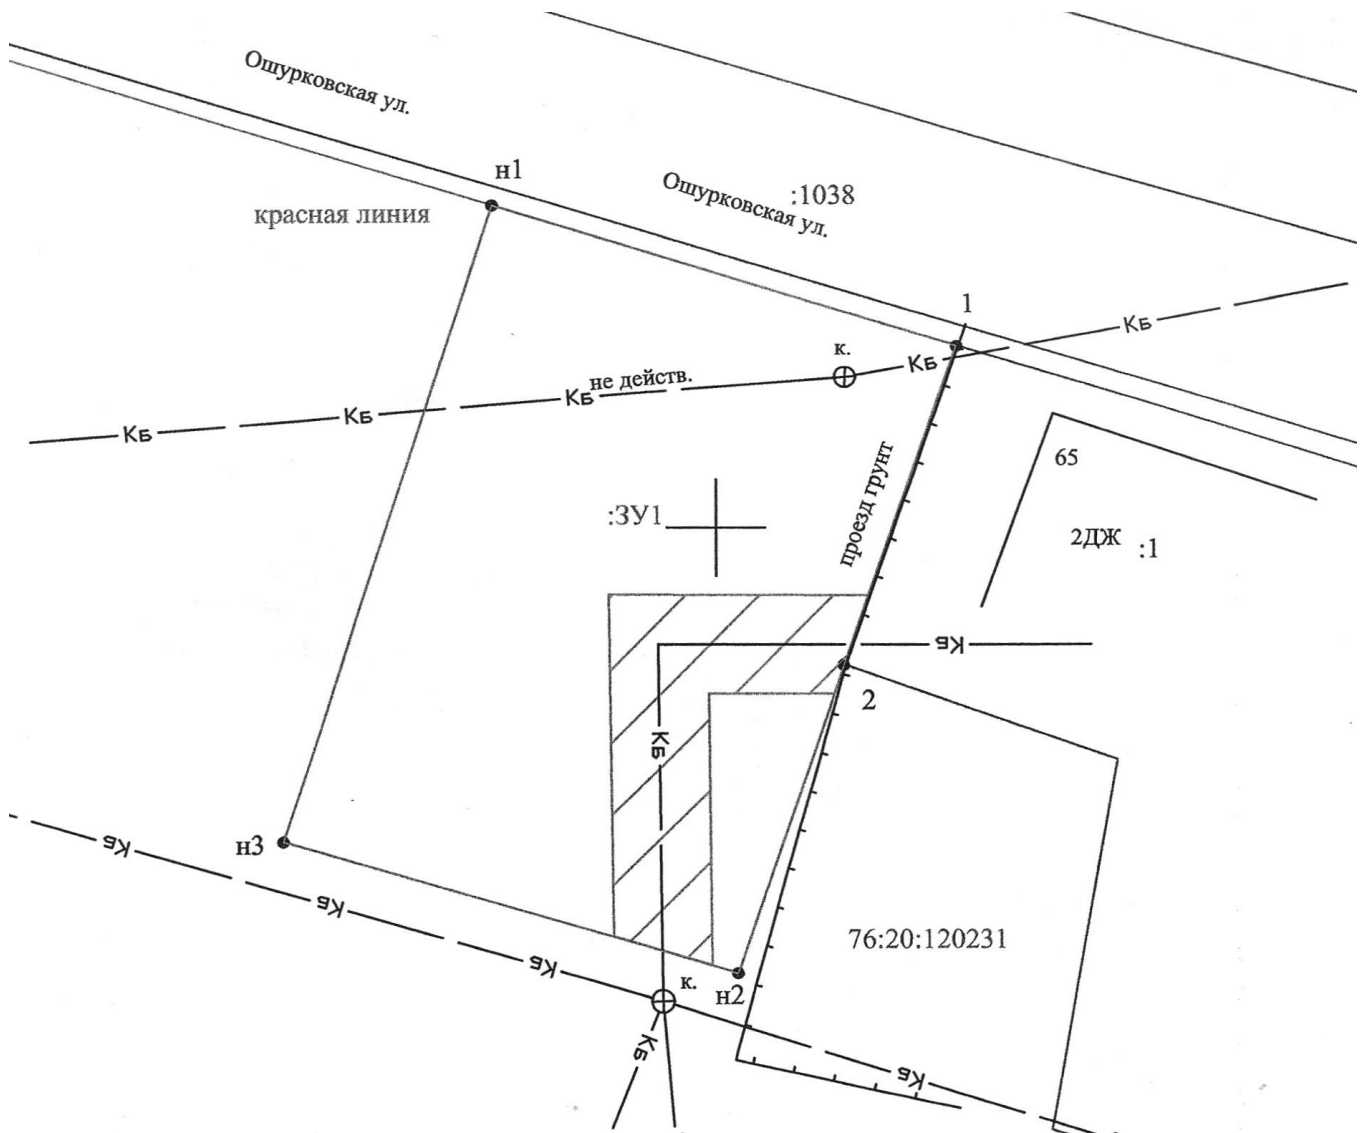 Ошурковская ул.
н1
красная линия
Ошурковская ул.
:1038
1
КБ
к.
КБ
не действ.
КБ
КБ
КБ
65
проезд грунт
:ЗУ1
2ДЖ
:1
Кб
2
Кб
н3
Кб
Кб
76:20:120231
Кб
к.
н2
Кб
Кб